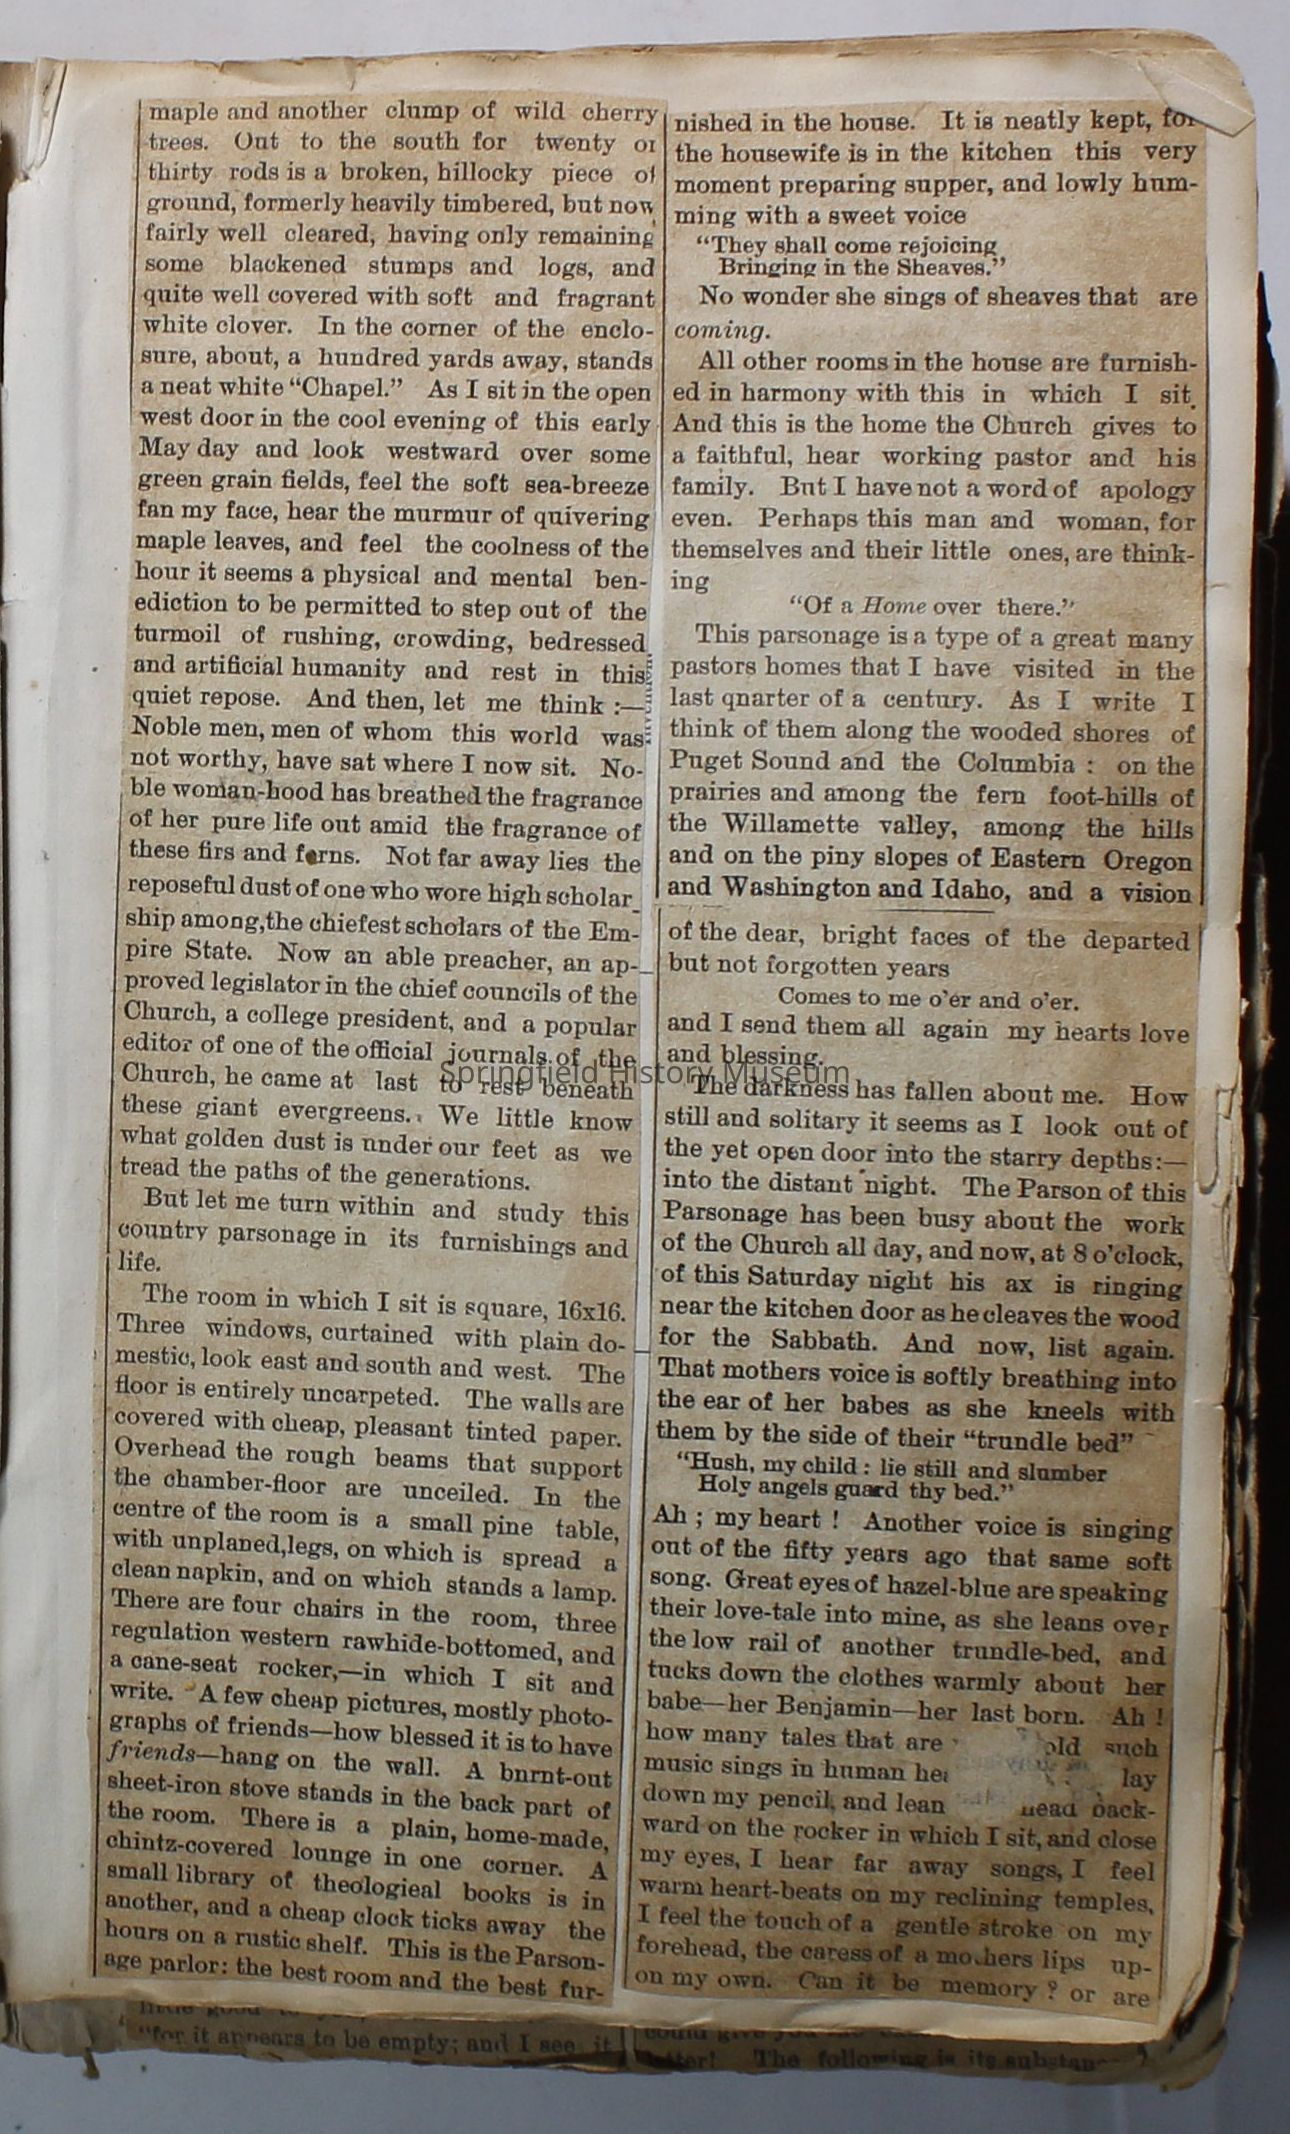 maple and another clump of wild cherry
trees. Out to the south for twenty or
thirty rods is a broken, hillocky piece of
ground, formerly heavily timbered, but now
fairly well cleared, having only remaining
some blackened stumps and logs, and
quite well covered with soft and fragrant
white clover. In the corner of the enclo-
sure, about, a hundred yards away, stands
a neat white "Chapel." As I sit in the open
west door in the cool evening of this early
May day and look westward over some
green grain fields, feel the soft sea-breeze
fan my face, hear the murmur of quivering
maple leaves, and feel the coolness of the
hour it seems a physical and mental ben-
ediction to be permitted to step out of the
turmoil of rushing, crowding, bedressed
and artificial humanity and rest in this
quiet repose. And then, let me think :—
Noble men, men of whom this world was
not worthy, have sat where I now sit. No-
ble woman-hood has breathed the fragrance
of her pure life out amid the fragrance of
these firs and ferns. Not far away lies the
reposeful dust of one who wore high scholar_
ship among,the chiefest scholars of the Em-
pire State. Now an able preacher, an ap-
proved legislator in the chief councils of the
Church, a college president, and a popular
editor of one of the official journals of the
Church, he came at last to rest beneath
these giant evergreens. We little know
what golden dust is under our feet as we
tread the paths of the generations.
But let me turn within and study this
country parsonage in its furnishings and
life.
The room in which I sit is square, 16x16.
Three windows, curtained with plain do-
mestic, look east and south and west. The
floor is entirely uncarpeted. The walls are
covered with cheap, pleasant tinted paper.
Overhead the rough beams that support
the chamber-floor are unceiled. In the
centre of the room is a small pine table,
with unplaned,legs, on which is spread a
clean napkin, and on which stands a lamp.
There are four chairs in the room, three
regulation western rawhide-bottomed, and
a cane-seat rocker,—in which I sit and
write. A few cheap pictures, mostly photo-
graphs of friends—how blessed it is to have
friends—hang on the wall. A burnt-out
sheet-iron stove stands in the back part of
the room. There is a plain, home-made,
chintz-covered lounge in one corner. A
small library of theologieal books is in
another, and a cheap clock ticks away the
hours on a rustic shelf. This is the Parson-
age parlor: the best room and the best fur-
nished in the house. It is neatly kept, for
the housewife is in the kitchen this very
moment preparing supper, and lowly hum-
ming with a sweet voice
"They shall come rejoicing
Bringing in the Sheaves."
No wonder she sings of sheaves that are
coming.
All other rooms in the house are furnish-
ed in harmony with this in which I sit.
And this is the home the Church gives to
a faithful, hear working pastor and his
family. But I have not a word of apology
even. Perhaps this man and woman, for
themselves and their little ones, are think-
ing
"Of a Home over there."
This parsonage is a type of a great many
pastors homes that I have visited in the
last qnarter of a century. As I write I
think of them along the wooded shores of
Puget Sound and the Columbia : on the
prairies and among the fern foot-hills of
the Willamette valley, among the hills
and on the piny slopes of Eastern Oregon
and Washington and Idaho, and a vision
of the dear, bright faces of the departed
but not forgotten years
Comes to me o'er and o'er.
and I send them all again my hearts love
and blessing.
Springfield History Museum
The darkness has fallen about me. How
still and solitary it seems as I look out of
the yet open door into the starry depths:—
into the distant night. The Parson of this
Parsonage has been busy about the work
of the Church all day, and now, at 8 o'clock,
of this Saturday night his ax is ringing
near the kitchen door as he cleaves the wood
for the Sabbath. And now, list again.
That mothers voice is softly breathing into
the ear of her babes as she kneels with
them by the side of their "trundle bed"
"Hush, my child : lie still and slumber
Holy angels guard thy bed."
Ah ; my heart ! Another voice is singing
out of the fifty years ago that same soft
song. Great eyes of hazel-blue are speaking
their love-tale into mine, as she leans over
the low rail of another trundle-bed, and
tucks down the clothes warmly about her
babe—her Benjamin—her last born. Ah !
how many tales that are old such
music sings in human lay
down my pencil, and lean head back-
ward on the rocker in which I sit, and close
my eyes, I hear far away songs, I feel
warm heart-beats on my reclining temples,
I feel the touch of a gentle stroke on my
forehead, the caress of a mothers lips up-
on my own. Can it be memory ? or are
"for it appears to be empty; and I see it
The following is its